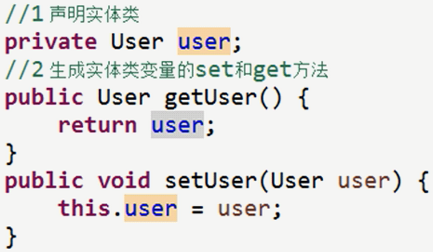 //1 声明实体类
private User user;
//2 生成实体类变量的set和get方法
public User getUser() {
    return user;
}
public void setUser(User user) {
    this.user = user;
}